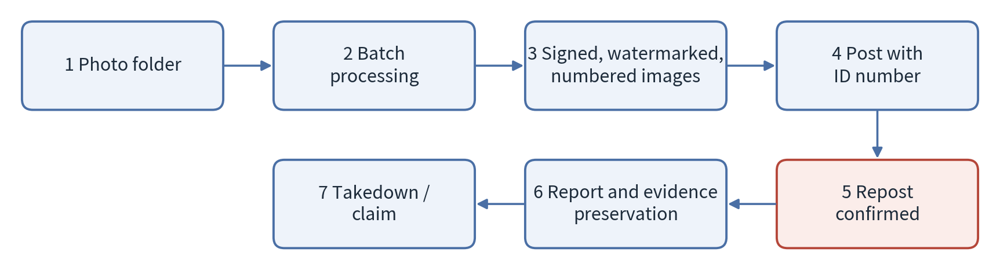 1 Photo folder
2 Batch
processing
3 Signed, watermarked,
numbered images
4 Post with
ID number
5 Repost
confirmed
6 Report and evidence
preservation
7 Takedown /
claim